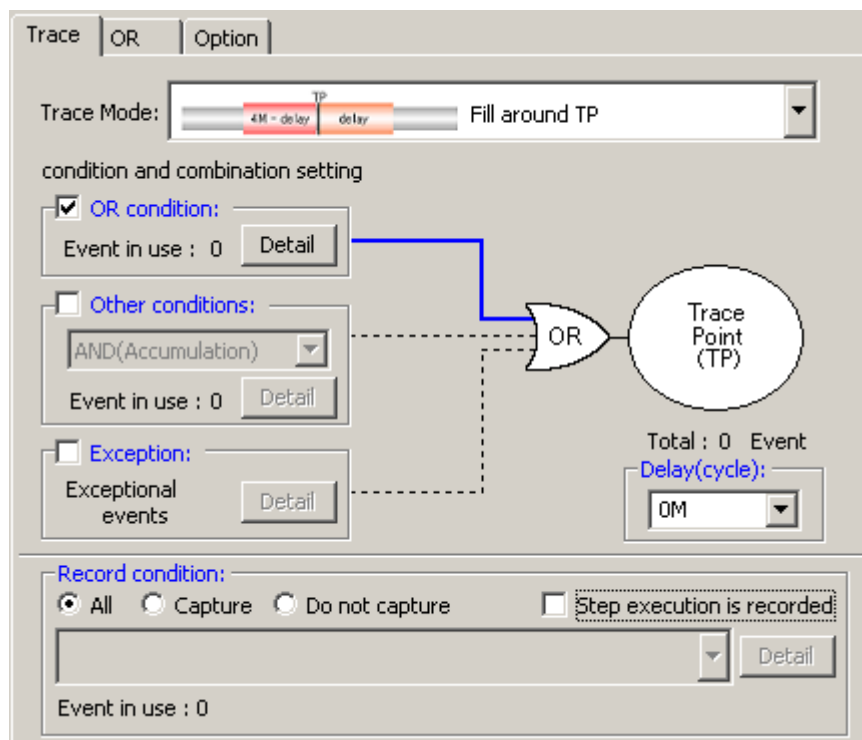 Trace OR Option
Trace Mode: TP 4M - delay delay Fill around TP
condition and combination setting
OR condition:
Event in use : 0 Detail
Other conditions:
AND(Accumulation)
Event in use : 0 Detail
Exception:
Exceptional
events
Detail
OR
Trace
Point
(TP)
Total : 0 Event
Delay(cycle):
0M
Record condition:
All Capture Do not capture Step execution is recorded
Detail
Event in use : 0